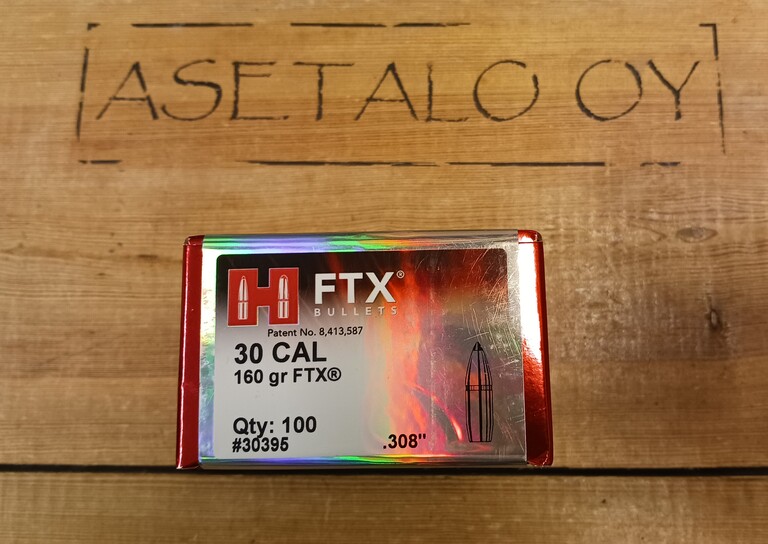 ASETALO OY
H FTX®
BULLETS
Patent No. 8,413,587
30 CAL
160 gr FTX®
Qty: 100
#30395
.308"